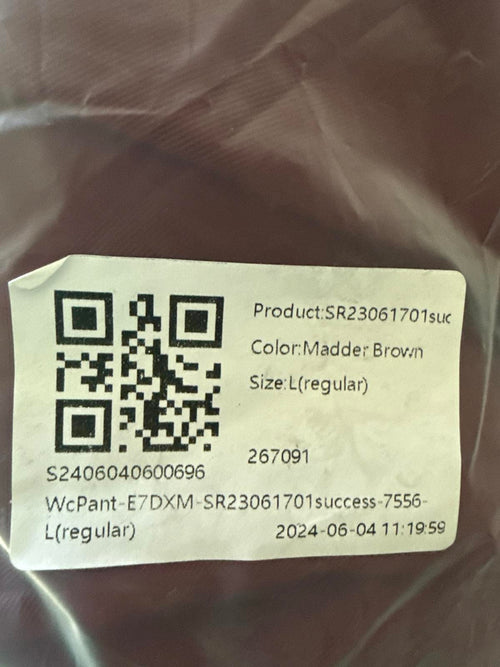 Product:SR23061701suc
Color:Madder Brown
Size:L(regular)
267091
S2406040600696
WcPant-E7DXM-SR23061701success-7556-
L(regular)
2024-06-04 11:19:59